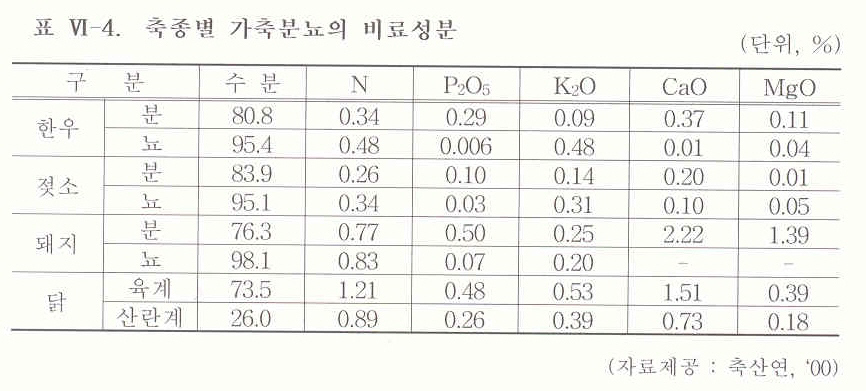 표 Ⅵ-4. 축종별 가축분뇨의 비료성분
(단위, %)
구 분 수 분 N P₂O₅ K₂O CaO MgO
한우 분 80.8 0.34 0.29 0.09 0.37 0.11
뇨 95.4 0.48 0.006 0.48 0.01 0.04
젖소 분 83.9 0.26 0.10 0.14 0.20 0.01
뇨 95.1 0.34 0.03 0.31 0.10 0.05
돼지 분 76.3 0.77 0.50 0.25 2.22 1.39
뇨 98.1 0.83 0.07 0.20 - -
닭 육계 73.5 1.21 0.48 0.53 1.51 0.39
산란계 26.0 0.89 0.26 0.39 0.73 0.18
(자료제공 : 축산연, ‘00)